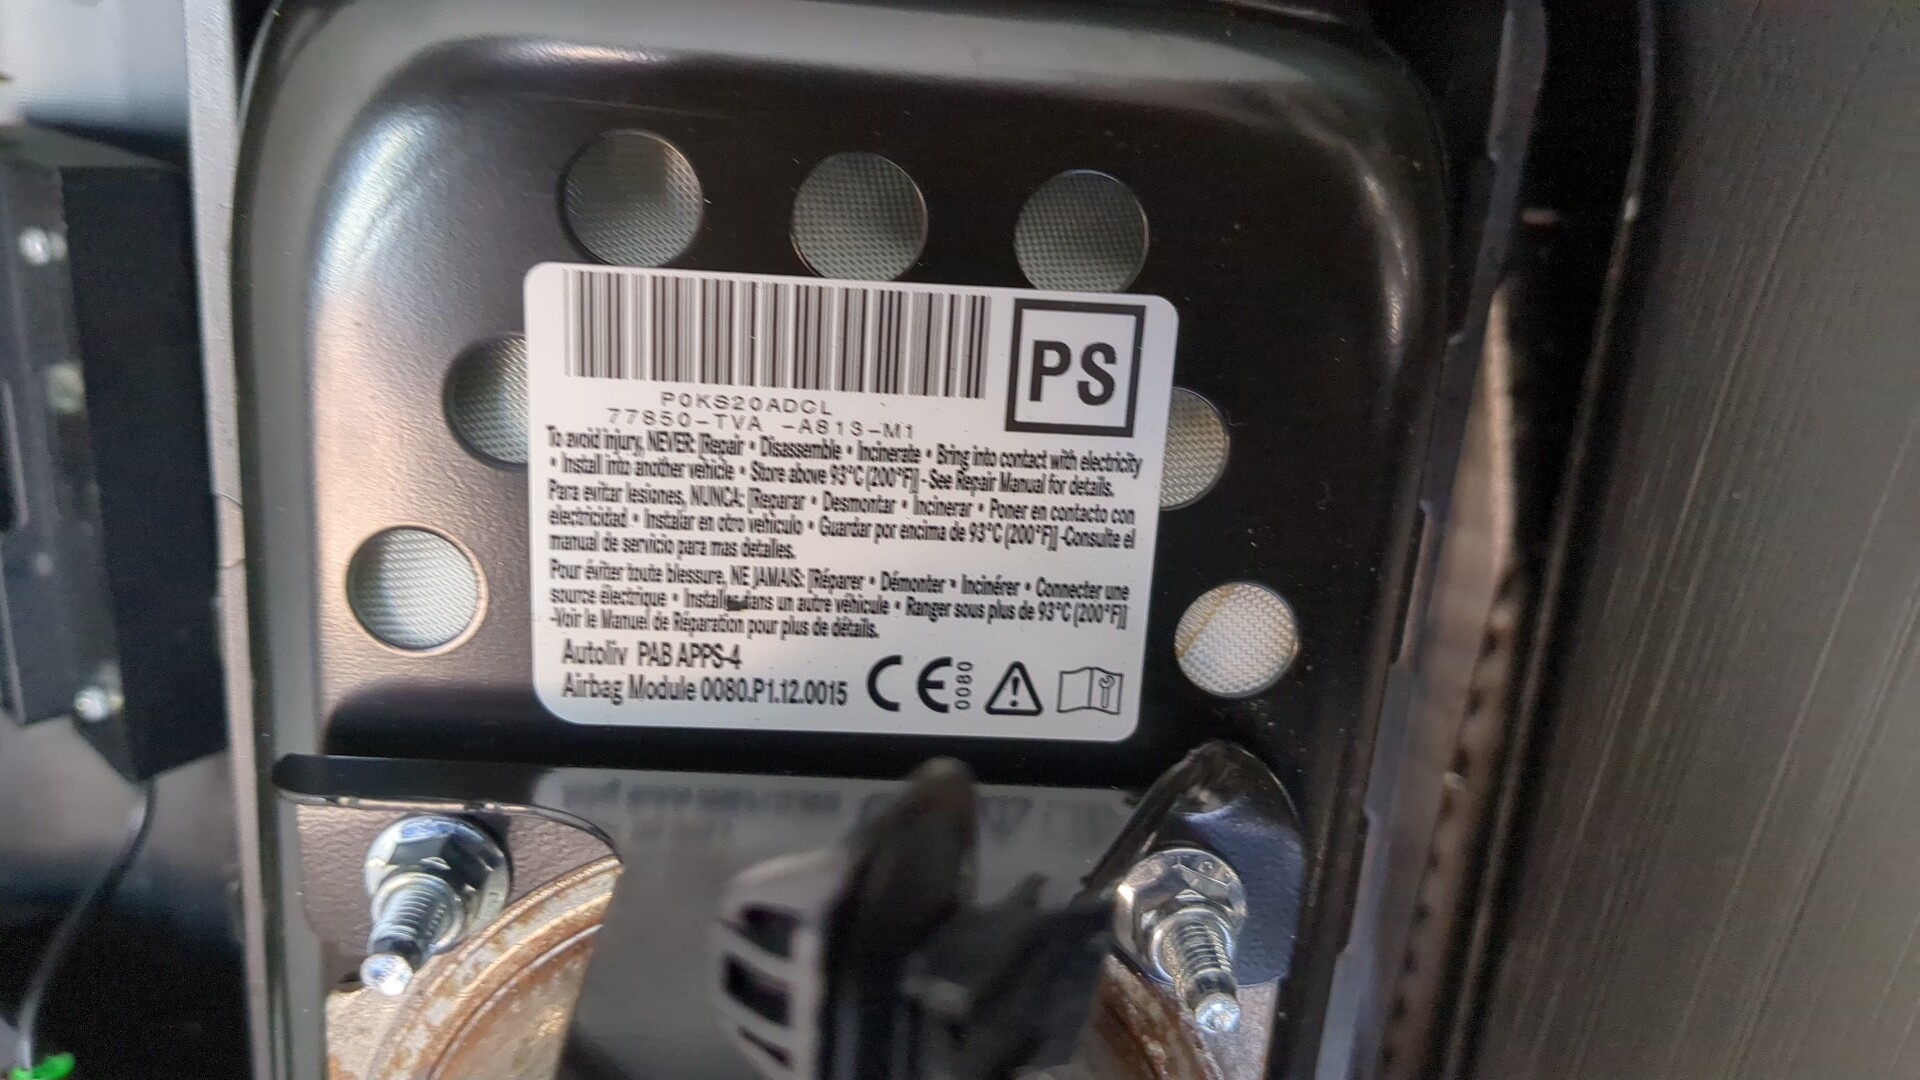 PS
P0KS20ADCL
77850-TVA -A813-M1
To avoid injury, NEVER: [Repair • Disassemble • Incinerate • Bring into contact with electricity
• Install into another vehicle • Store above 93°C (200°F)] - See Repair Manual for details.
Para evitar lesiones, NUNCA: [Reparar • Desmontar • Incinerar • Poner en contacto con
electricidad • Instalar en otro vehículo • Guardar por encima de 93°C (200°F)] -Consulte el
manual de servicio para mas detalles.
Pour éviter toute blessure, NE JAMAIS: [Réparer • Démonter • Incinérer • Connecter une
source électrique • Installer dans un autre véhicule • Ranger sous plus de 93°C (200°F)]
-Voir le Manuel de Réparation pour plus de détails.
Autoliv PAB APPS-4
Airbag Module 0080.P1.12.0015
CE 0080